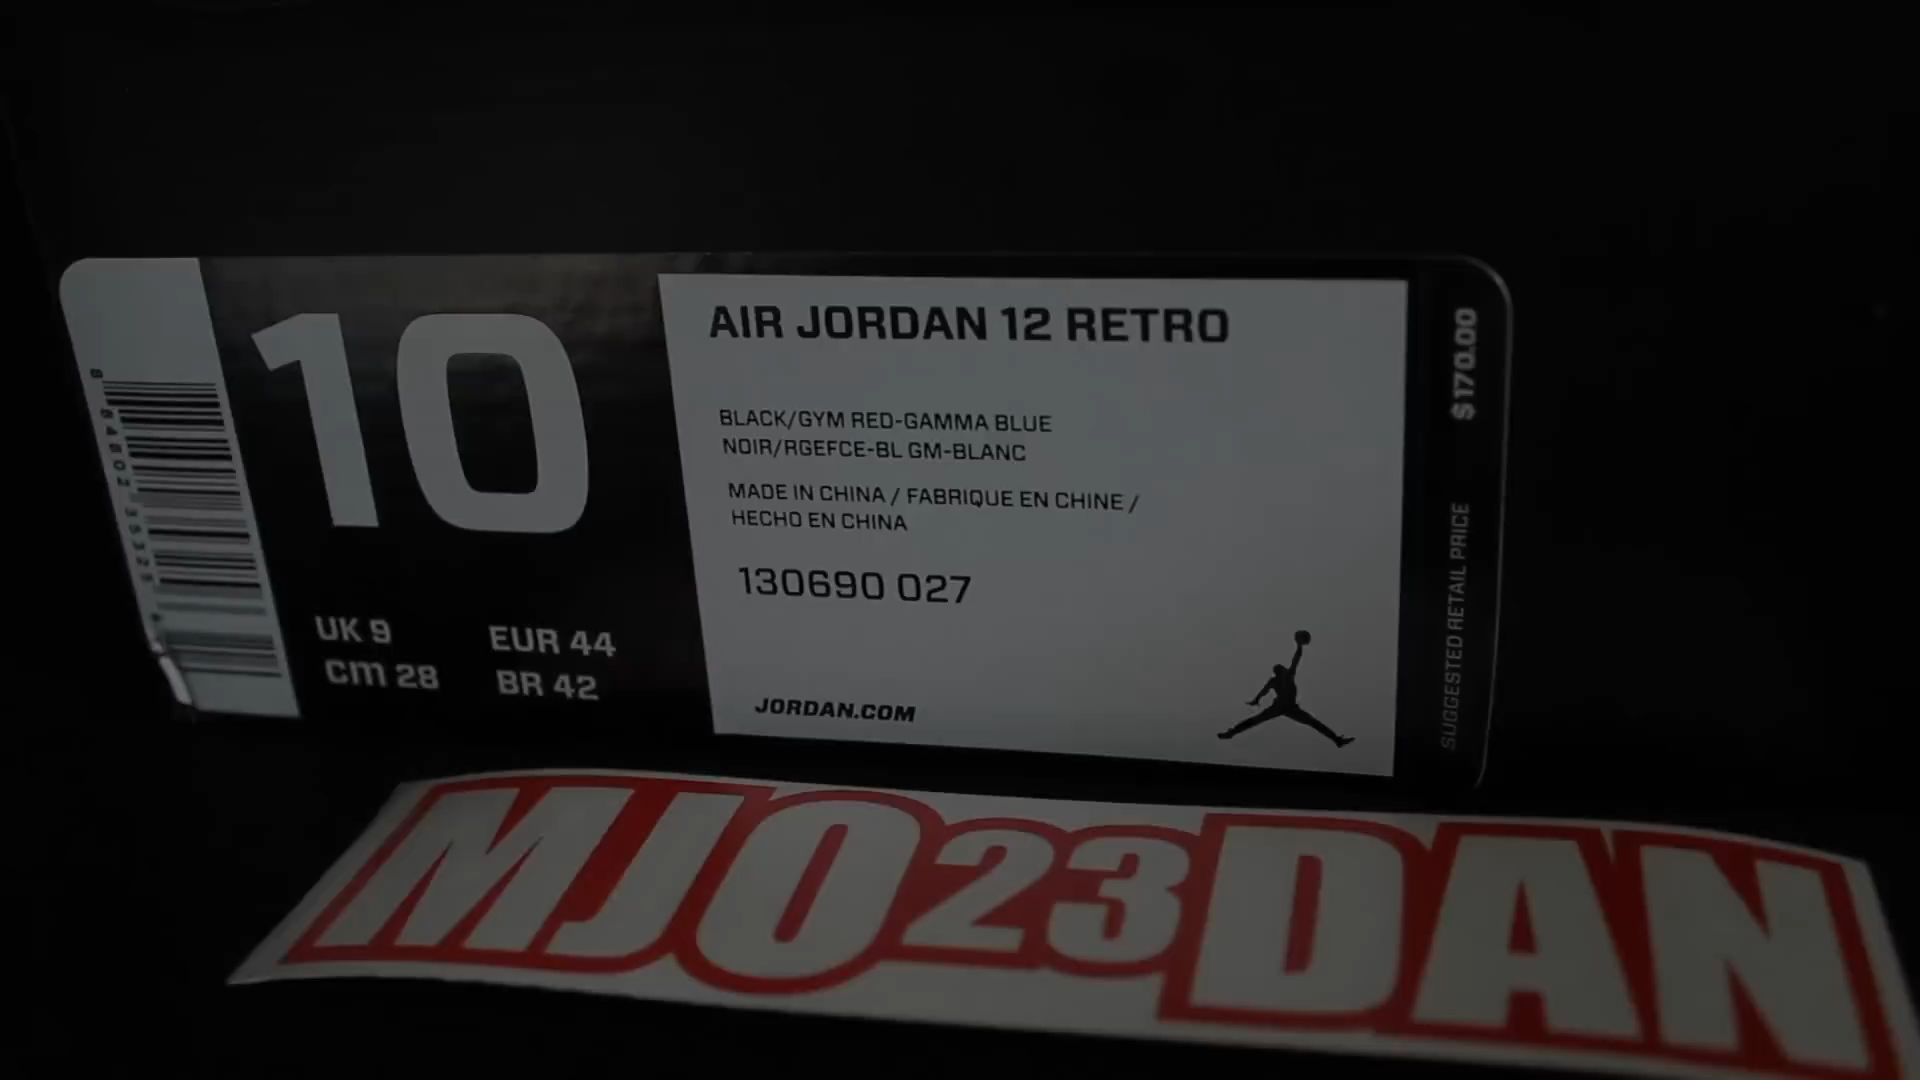 10
UK 9
EUR 44
cm 28
BR 42
AIR JORDAN 12 RETRO
BLACK/GYM RED-GAMMA BLUE
NOIR/RGEFCE-BL GM-BLANC
MADE IN CHINA / FABRIQUE EN CHINE /
HECHO EN CHINA
130690 027
JORDAN.COM
$170.00
SUGGESTED RETAIL PRICE
MJO23DAN